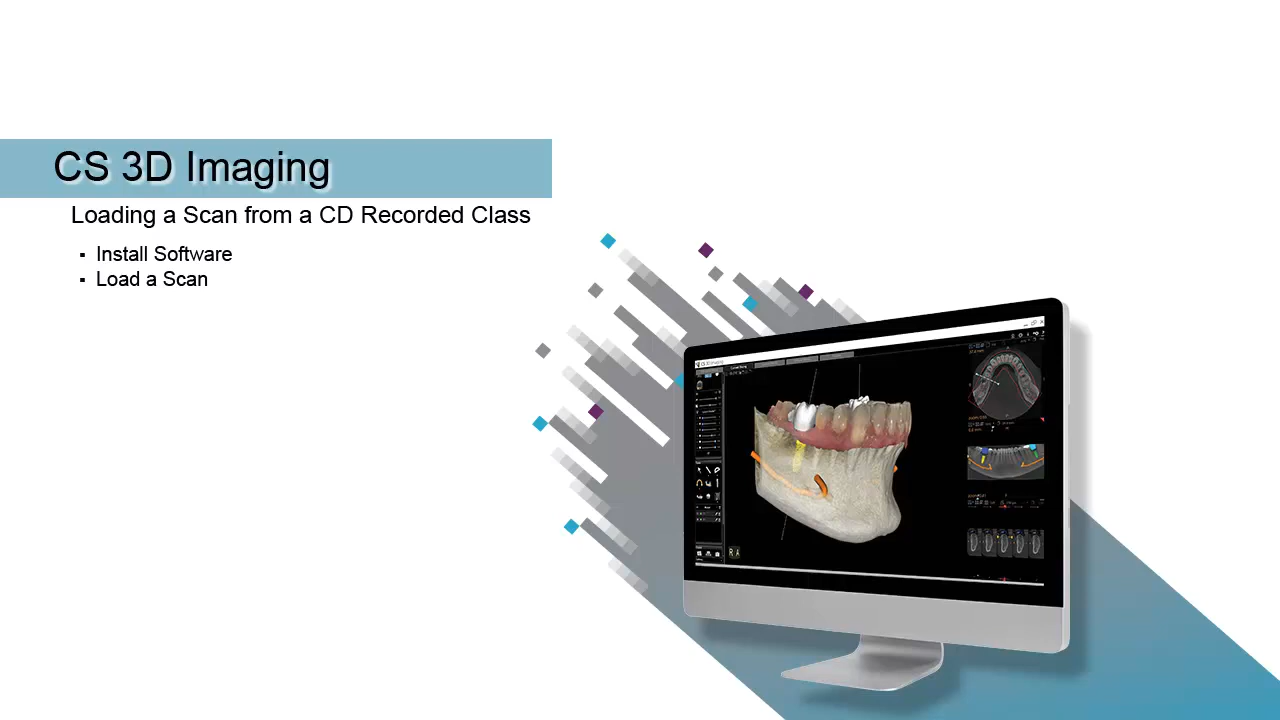 CS 3D Imaging
Loading a Scan from a CD Recorded Class
▪ Install Software
▪ Load a Scan
R A